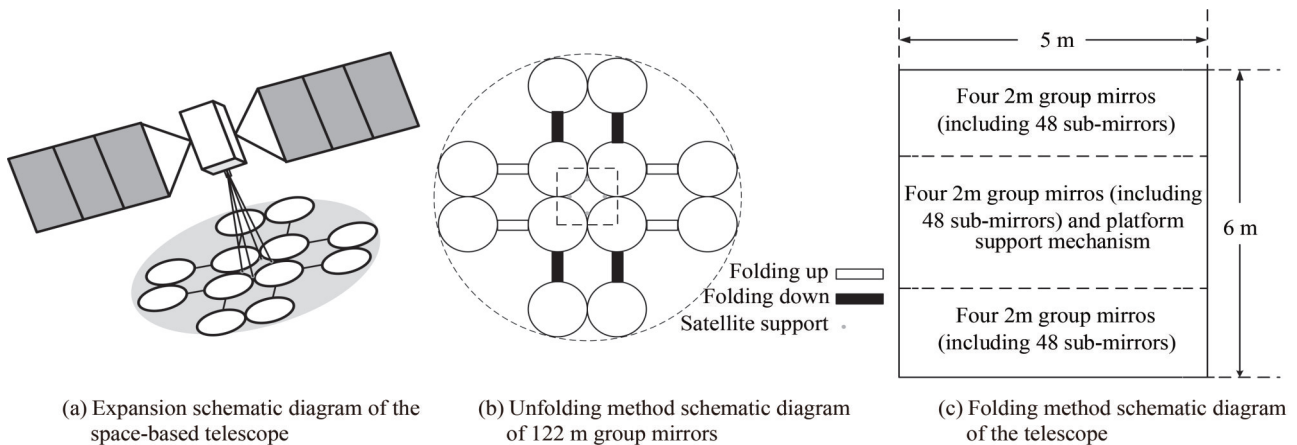 5 m
Four 2m group mirros
(including 48 sub-mirrors)
Four 2m group mirros (including
48 sub-mirrors) and platform
support mechanism
6 m
Four 2m group mirros
(including 48 sub-mirrors)
Folding up
Folding down
Satellite support
(a) Expansion schematic diagram of the
space-based telescope
(b) Unfolding method schematic diagram
of 122 m group mirrors
(c) Folding method schematic diagram
of the telescope